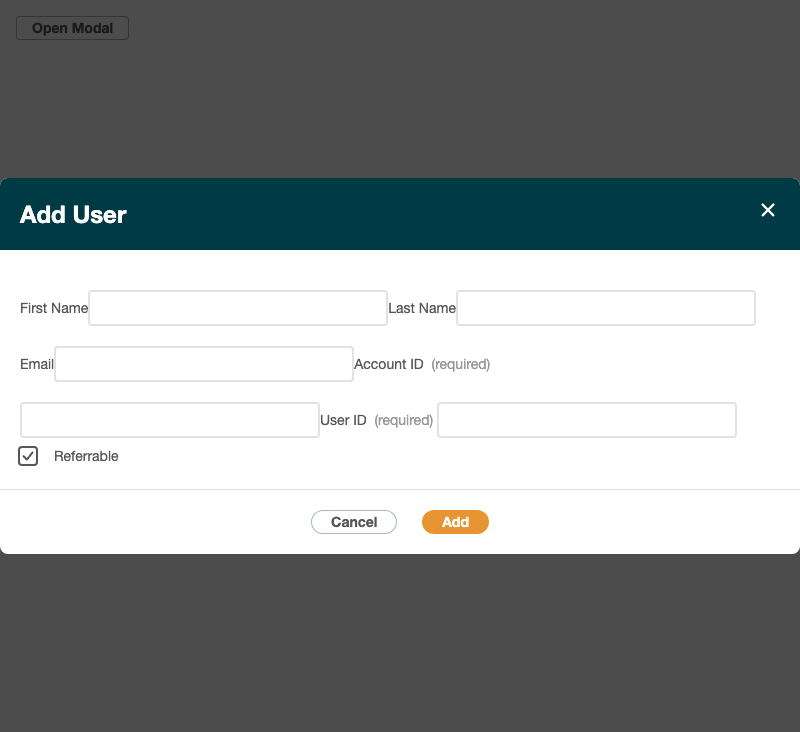 Open Modal
Add User
First Name Last Name
Email Account ID (required)
User ID (required)
Referrable
Cancel Add